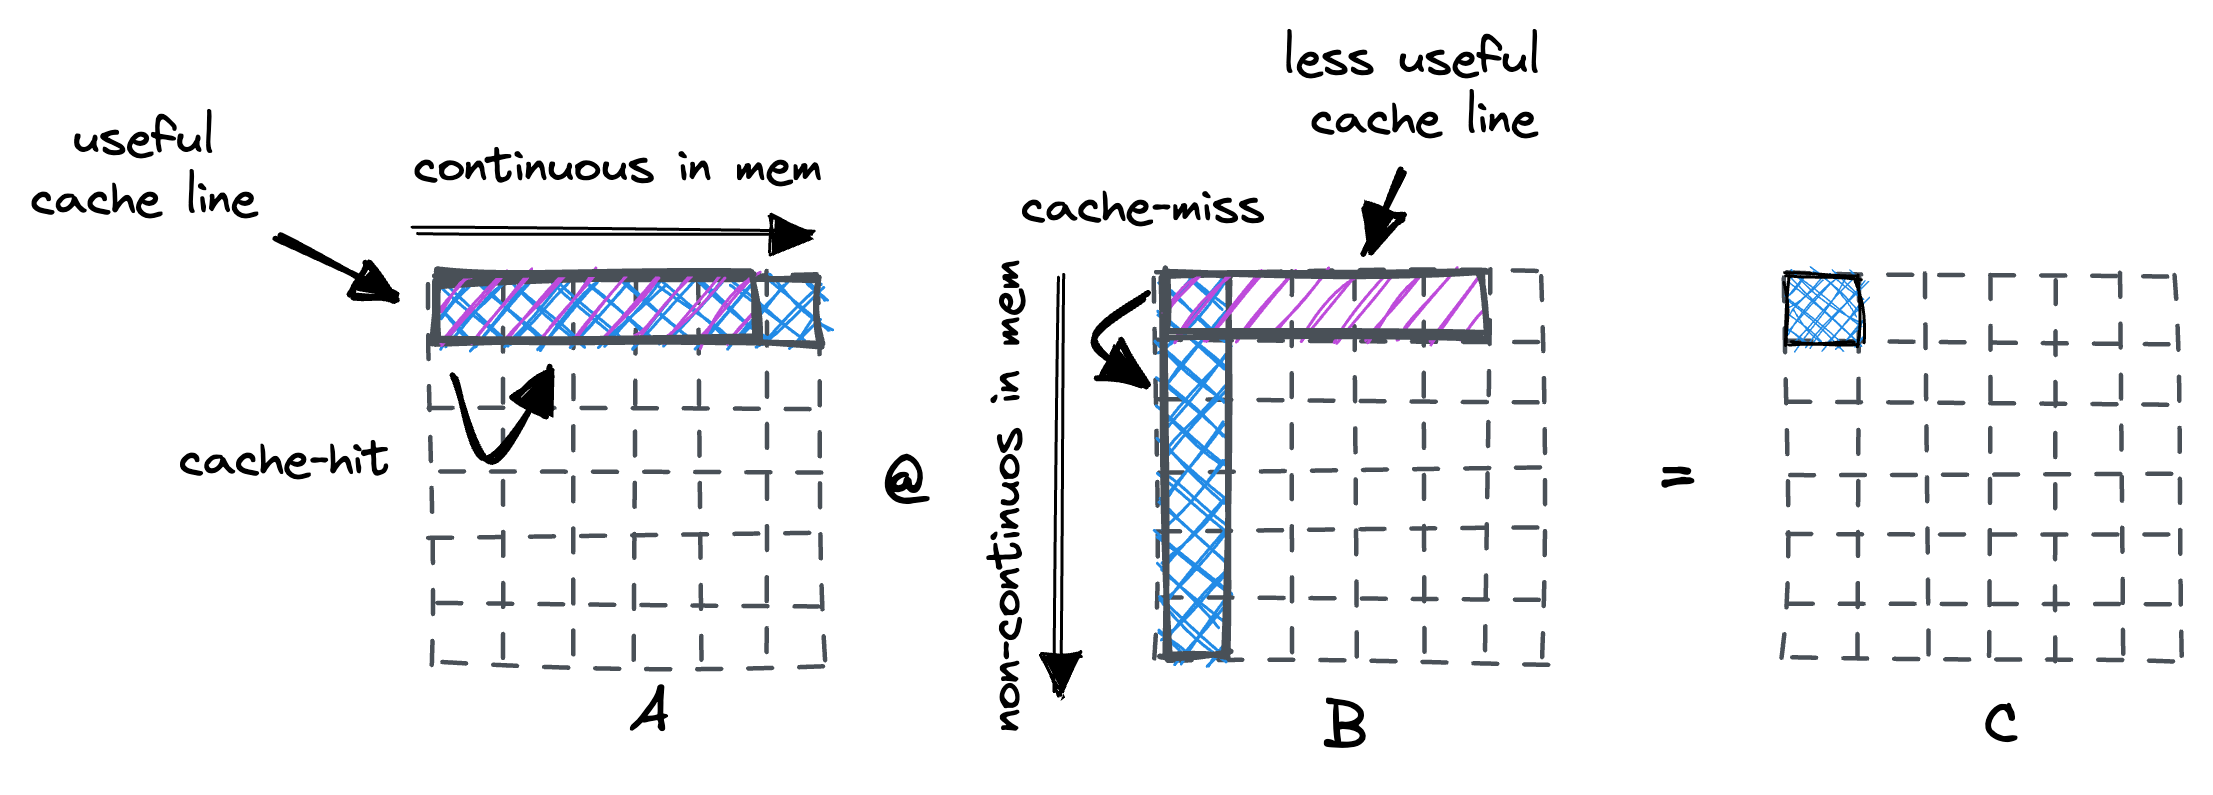 useful
cache line
continuous in mem
cache-hit
A
@
less useful
cache line
cache-miss
non-continuos in mem
B
=
C